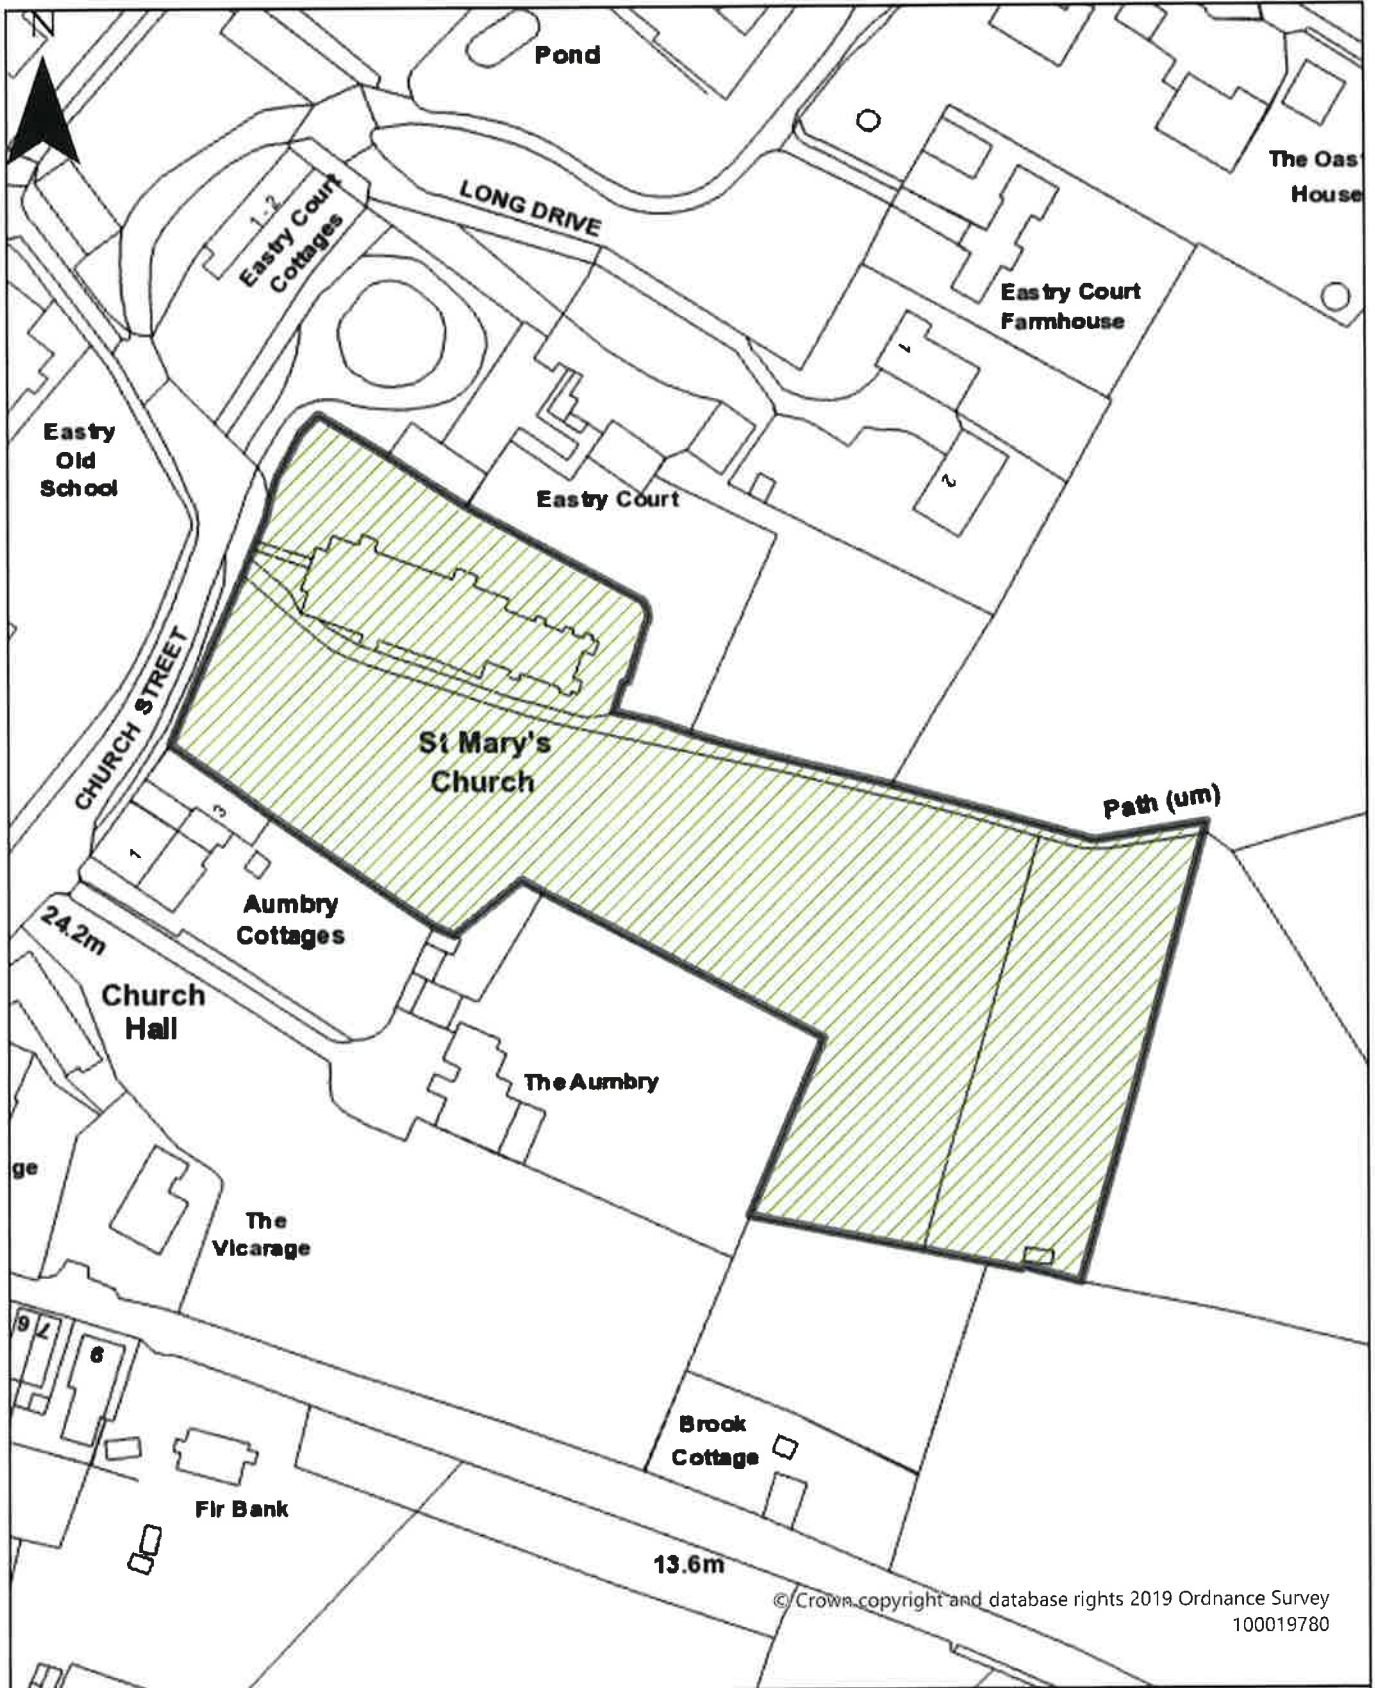 N
Pond
The Oas
House
LONG DRIVE
1 - 2
Eastry Court
Cottages
Eastry Court
Farmhouse
1
Eastry
Old
School
Eastry Court
2
CHURCH STREET
St Mary's
Church
Path (um)
3
1
Aumbry
Cottages
24.2m
Church
Hall
The Aumbry
ge
The
Vicarage
9
7
6
Brook
Cottage
Fir Bank
13.6m
© Crown copyright and database rights 2019 Ordnance Survey
100019780